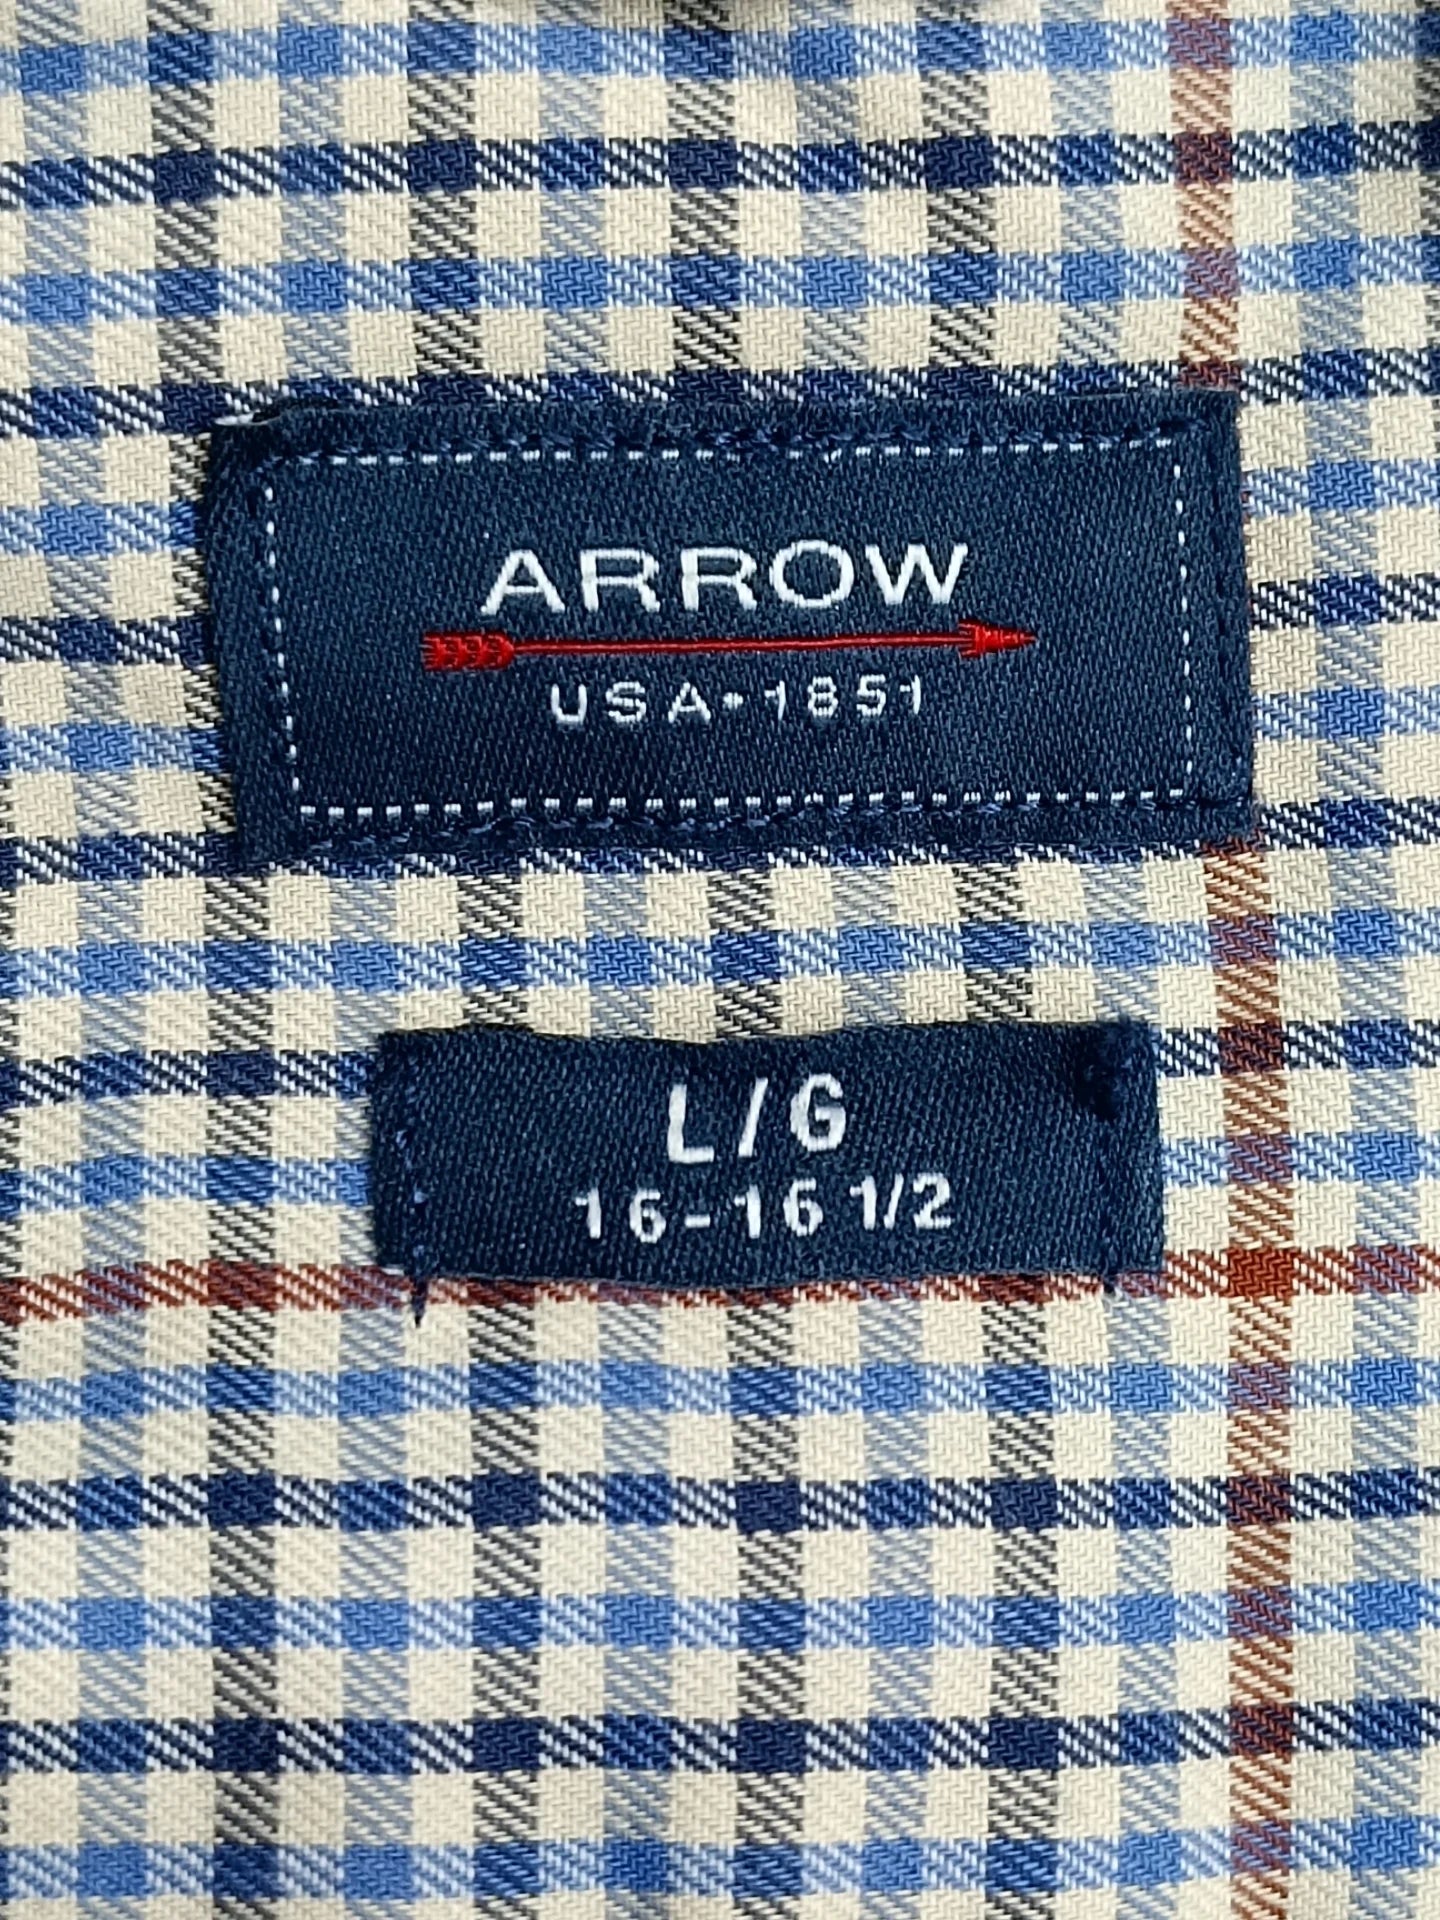 ARROW
USA•1851
L/G
16-16 1/2